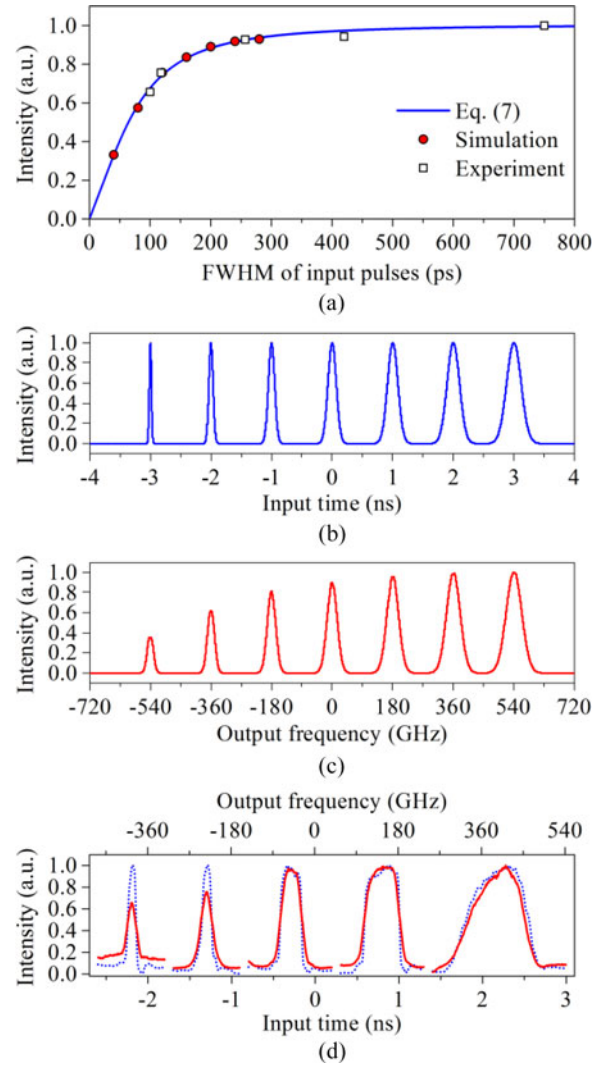 Intensity (a.u.)
1.0
0.8
0.6
0.4
0.2
0.0
Eq. (7)
Simulation
Experiment
0 100 200 300 400 500 600 700 800
FWHM of input pulses (ps)
(a)
Intensity (a.u.)
1.0
0.8
0.6
0.4
0.2
0.0
-4 -3 -2 -1 0 1 2 3 4
Input time (ns)
(b)
Intensity (a.u.)
1.0
0.8
0.6
0.4
0.2
0.0
-720 -540 -360 -180 0 180 360 540 720
Output frequency (GHz)
(c)
Output frequency (GHz)
-360 -180 0 180 360 540
Intensity (a.u.)
1.0
0.8
0.6
0.4
0.2
0.0
-2 -1 0 1 2 3
Input time (ns)
(d)